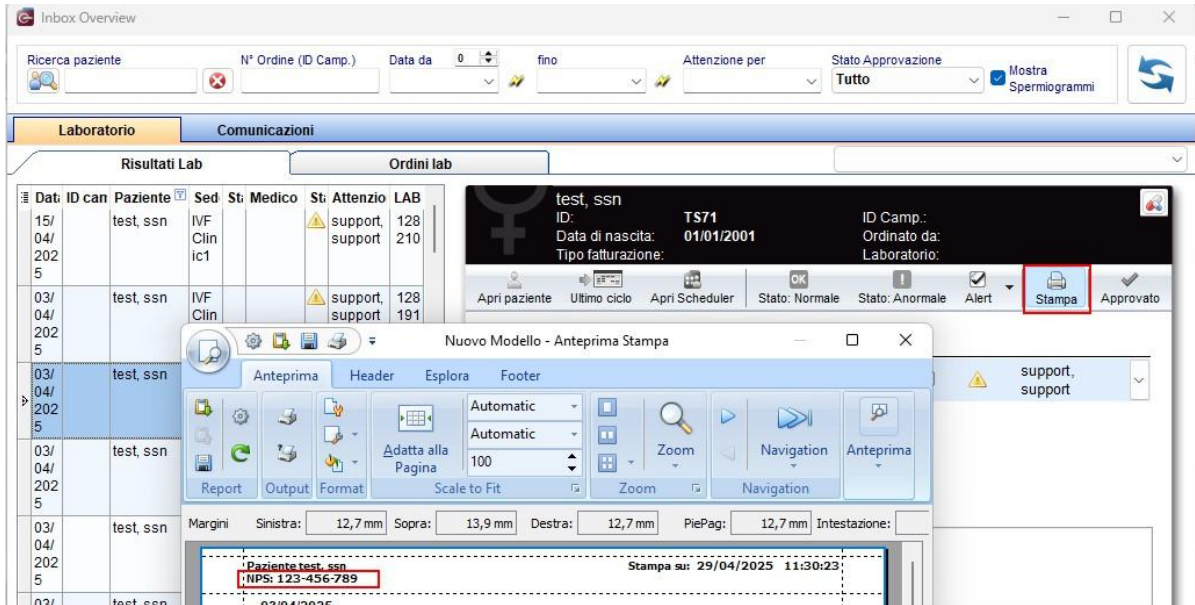 Inbox Overview
Ricerca paziente N° Ordine (ID Camp.) Data da 0 fino Attenzione per Stato Approvazione
Tutto Mostra
Spermiogrammi
Laboratorio Comunicazioni
Risultati Lab Ordini lab
Data ID cam Paziente Sed Sta Medico Sta Attenzio LAB
15/ test, ssn IVF support, 128
04/ Clin support 210
202 ic1
5
03/ test, ssn IVF support, 128
04/ Clin support 191
202
5
03/ test, ssn
04/
202
5
03/ test, ssn
04/
202
5
03/ test, ssn
04/
202
5
03/ test, ssn
test, ssn
ID: TS71 ID Camp.:
Data di nascita: 01/01/2001 Ordinato da:
Tipo fatturazione: Laboratorio:
Apri paziente Ultimo ciclo Apri Scheduler OK Stato: Normale Stato: Anormale Alert Stampa Approvato
support,
support
Nuovo Modello - Anteprima Stampa
Anteprima Header Esplora Footer
Automatic
Automatic
100
Adatta alla
Pagina
Zoom Navigation Anteprima
Report Output Format Scale to Fit Zoom Navigation
Margini Sinistra: 12,7 mm Sopra: 13,9 mm Destra: 12,7 mm PiePag: 12,7 mm Intestazione:
Paziente test, ssn Stampa su: 29/04/2025 11:30:23
NPS: 123-456-789
03/04/2025